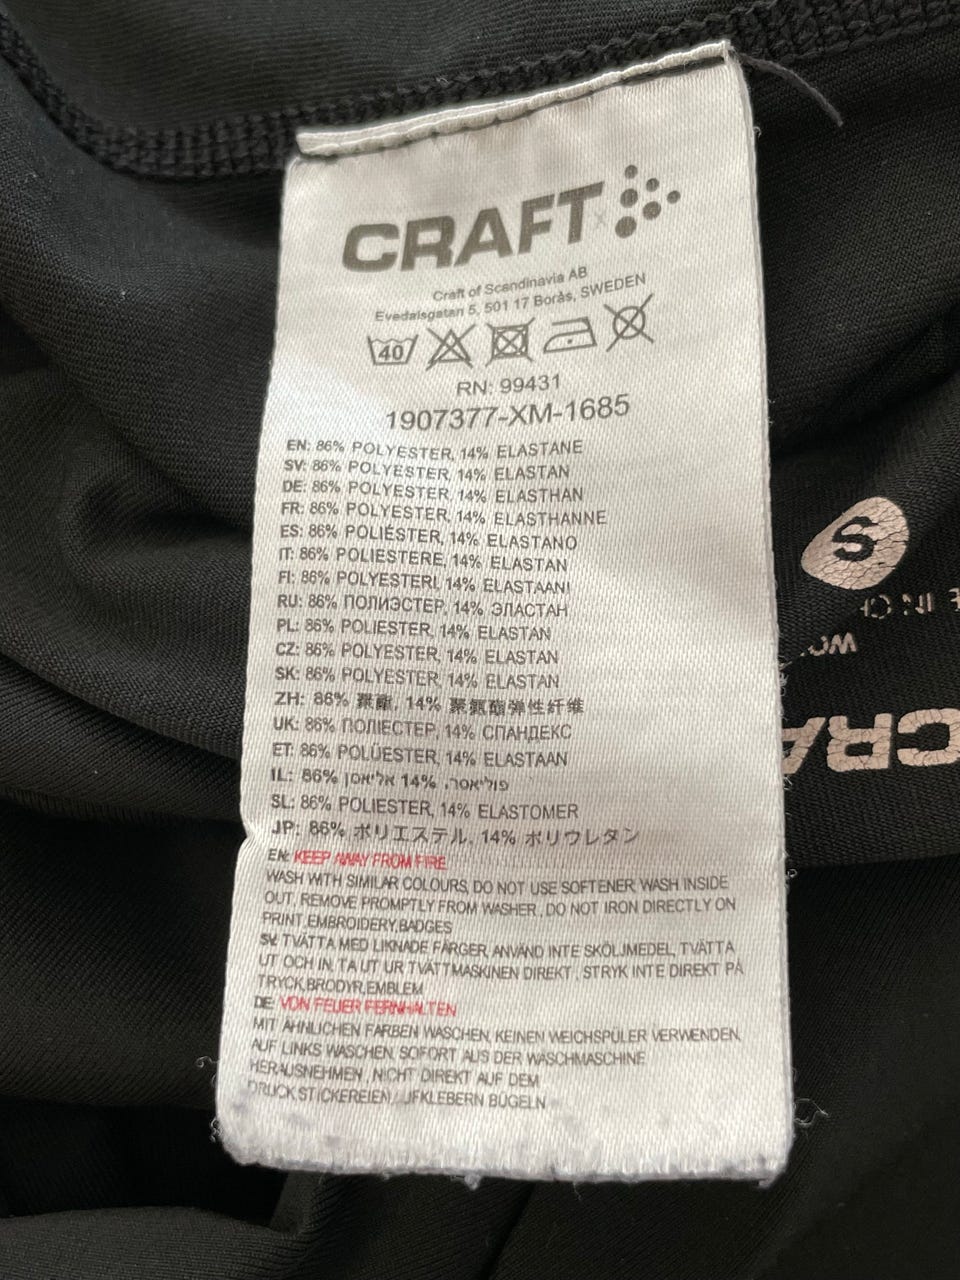 CRAFT
Craft of Scandinavia AB
Evedalsgatan 5, 501 17 Borås, SWEDEN
40
RN: 99431
1907377-XM-1685
EN: 86% POLYESTER, 14% ELASTANE
SV: 86% POLYESTER, 14% ELASTAN
DE: 86% POLYESTER, 14% ELASTHAN
FR: 86% POLYESTER, 14% ELASTHANNE
ES: 86% POLIÉSTER, 14% ELASTANO
IT: 86% POLIESTERE, 14% ELASTAN
FI: 86% POLYESTERI, 14% ELASTAANI
RU: 86% ПОЛИЭСТЕР, 14% ЭЛАСТАН
PL: 86% POLIESTER, 14% ELASTAN
CZ: 86% POLYESTER, 14% ELASTAN
SK: 86% POLYESTER, 14% ELASTAN
ZH: 86% 聚酯, 14% 聚氨酯弹性纤维
UK: 86% ПОЛІЕСТЕР, 14% СПАНДЕКС
ET: 86% POLÜESTER, 14% ELASTAAN
IL: 86% פוליאסר, 14% אליאסן
SL: 86% POLIESTER, 14% ELASTOMER
JP: 86% ポリエステル, 14% ポリウレタン
EN: KEEP AWAY FROM FIRE
WASH WITH SIMILAR COLOURS, DO NOT USE SOFTENER, WASH INSIDE
OUT, REMOVE PROMPTLY FROM WASHER, DO NOT IRON DIRECTLY ON
PRINT,EMBROIDERY,BADGES
SV: TVÄTTA MED LIKNADE FÄRGER, ANVÄND INTE SKÖLJMEDEL, TVÄTTA
UT OCH IN, TA UT UR TVÄTTMASKINEN DIREKT, STRYK INTE DIREKT PÅ
TRYCK,BRODYR,EMBLEM
DE: VON FEUER FERNHALTEN
MIT ÄHNLICHEN FARBEN WASCHEN, KEINEN WEICHSPÜLER VERWENDEN,
AUF LINKS WASCHEN, SOFORT AUS DER WASCHMASCHINE
HERAUSNEHMEN, NICHT DIREKT AUF DEM
DRUCK,STICKEREIEN/UFKLEBERN BÜGELN
S
CRA